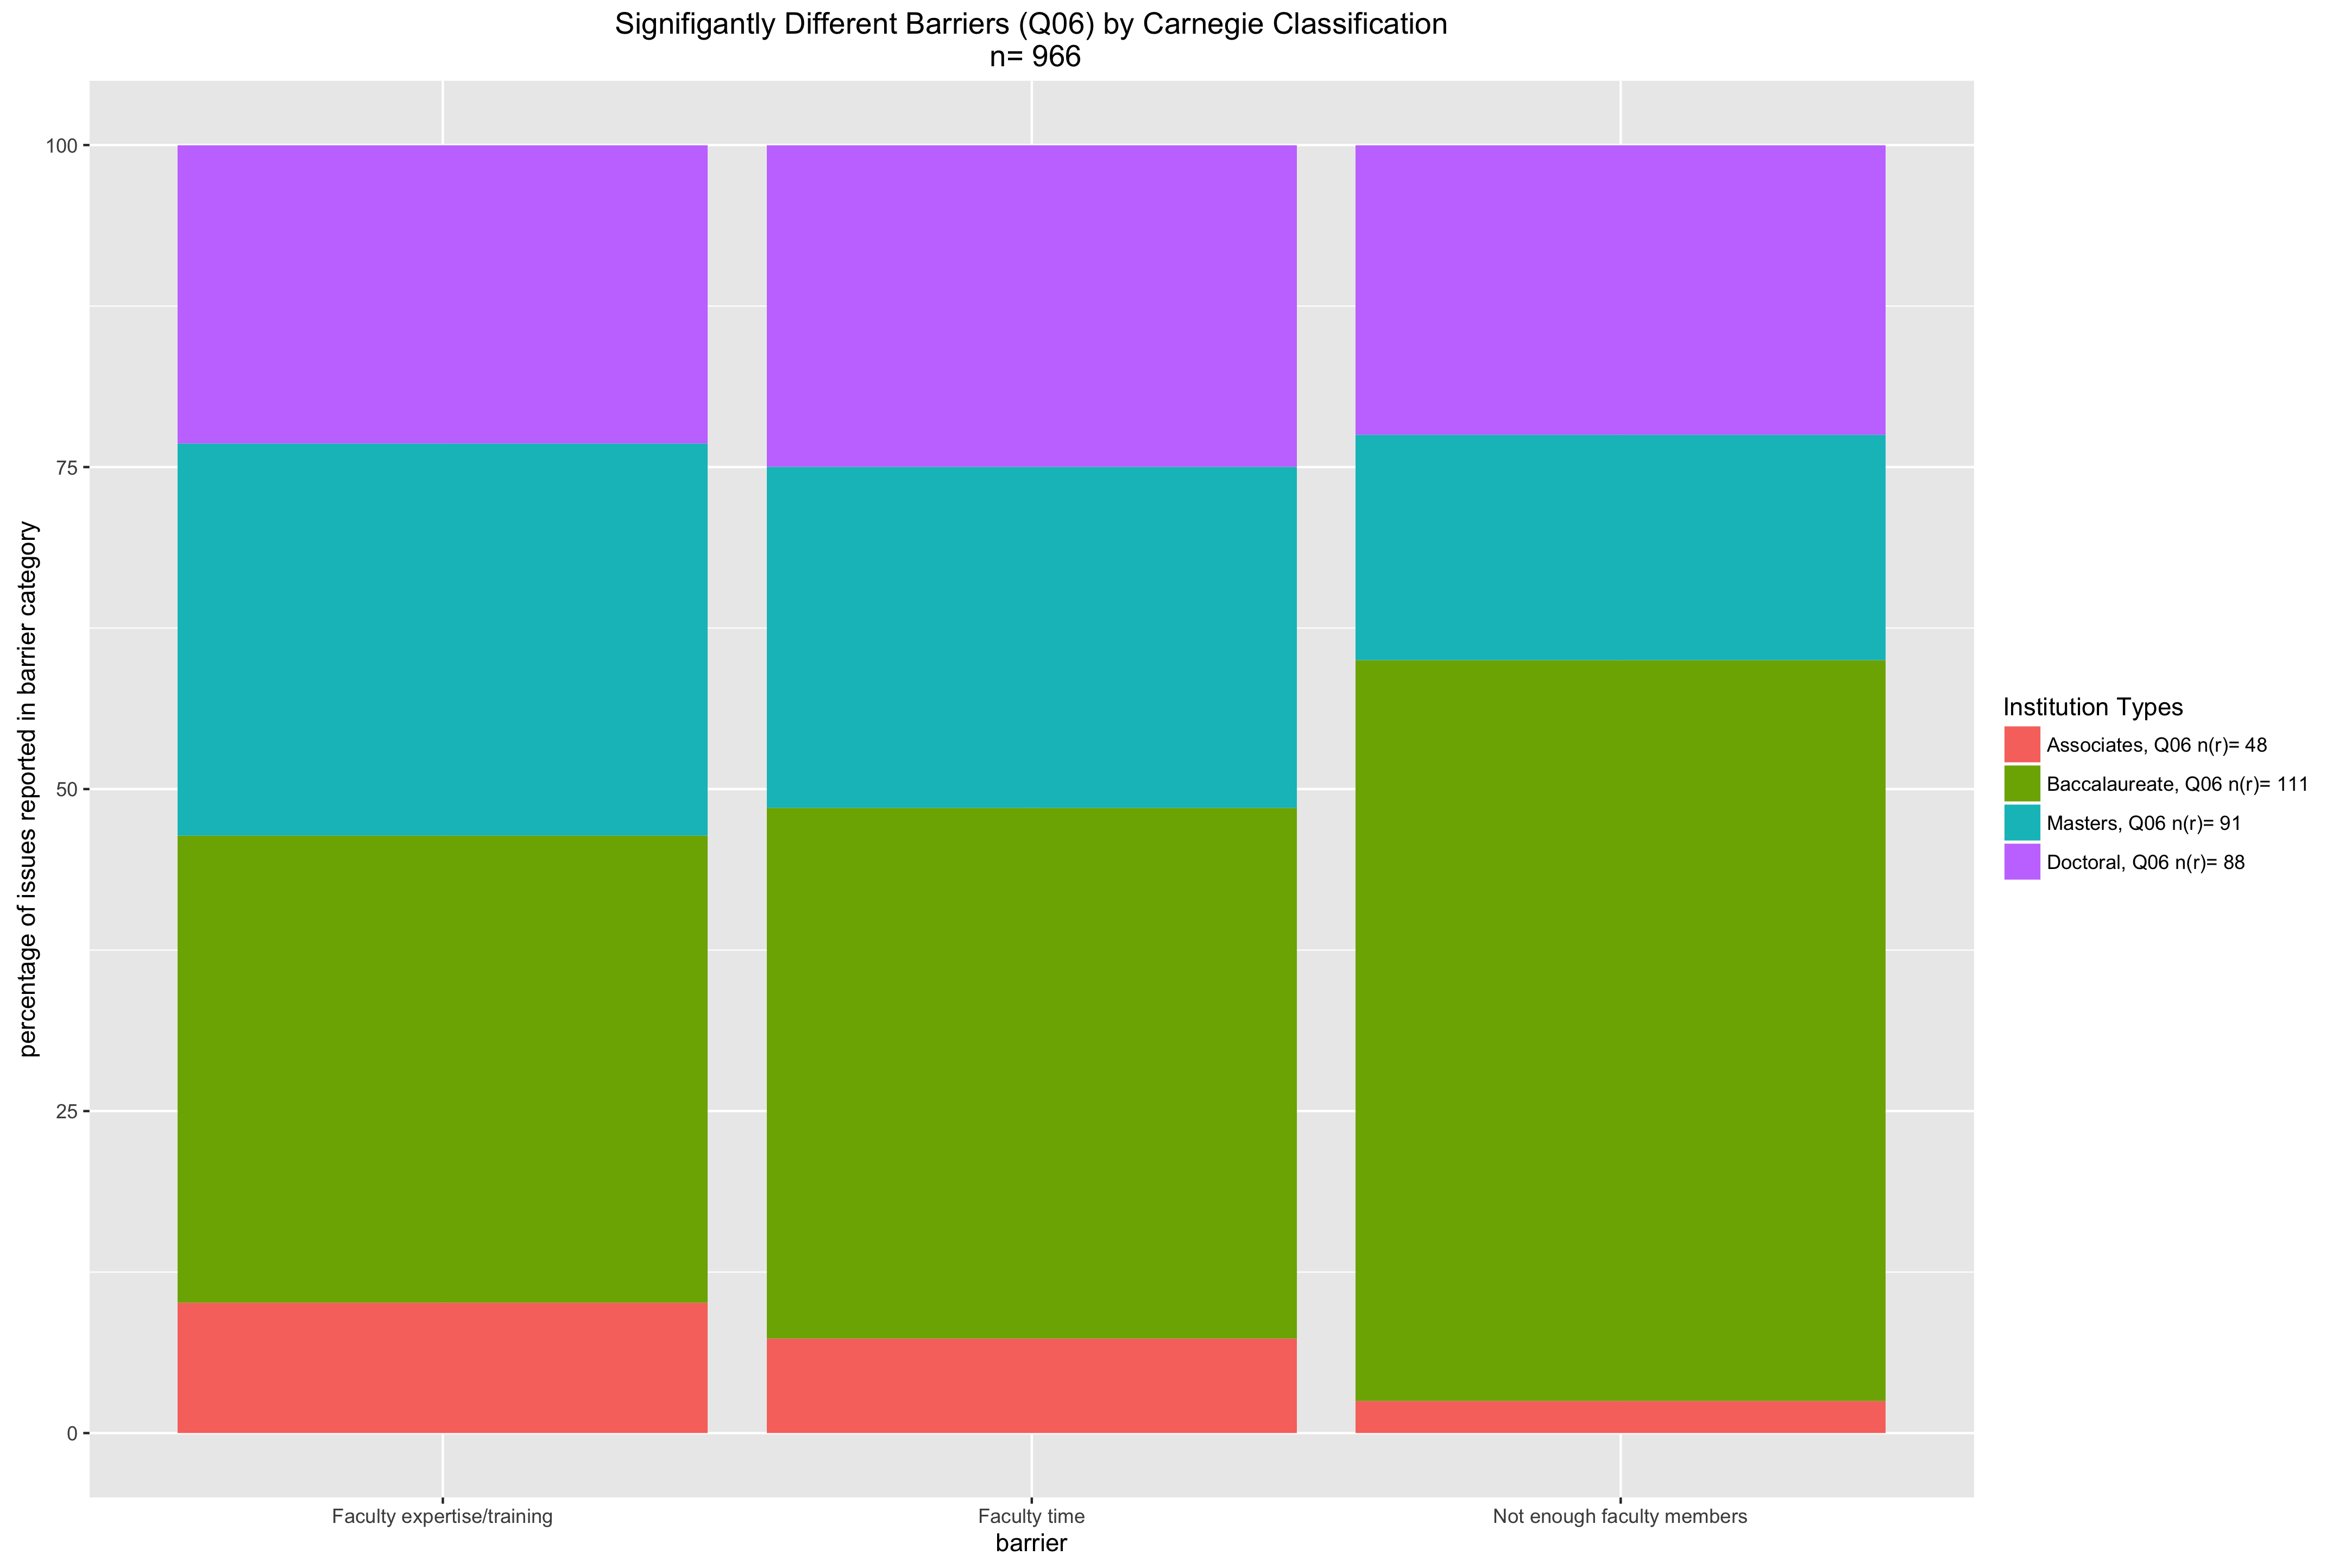 Signifigantly Different Barriers (Q06) by Carnegie Classification
n= 966
percentage of issues reported in barrier category
100
75
50
25
0
Faculty expertise/training
Faculty time
Not enough faculty members
barrier
Institution Types
Associates, Q06 n(r)= 48
Baccalaureate, Q06 n(r)= 111
Masters, Q06 n(r)= 91
Doctoral, Q06 n(r)= 88